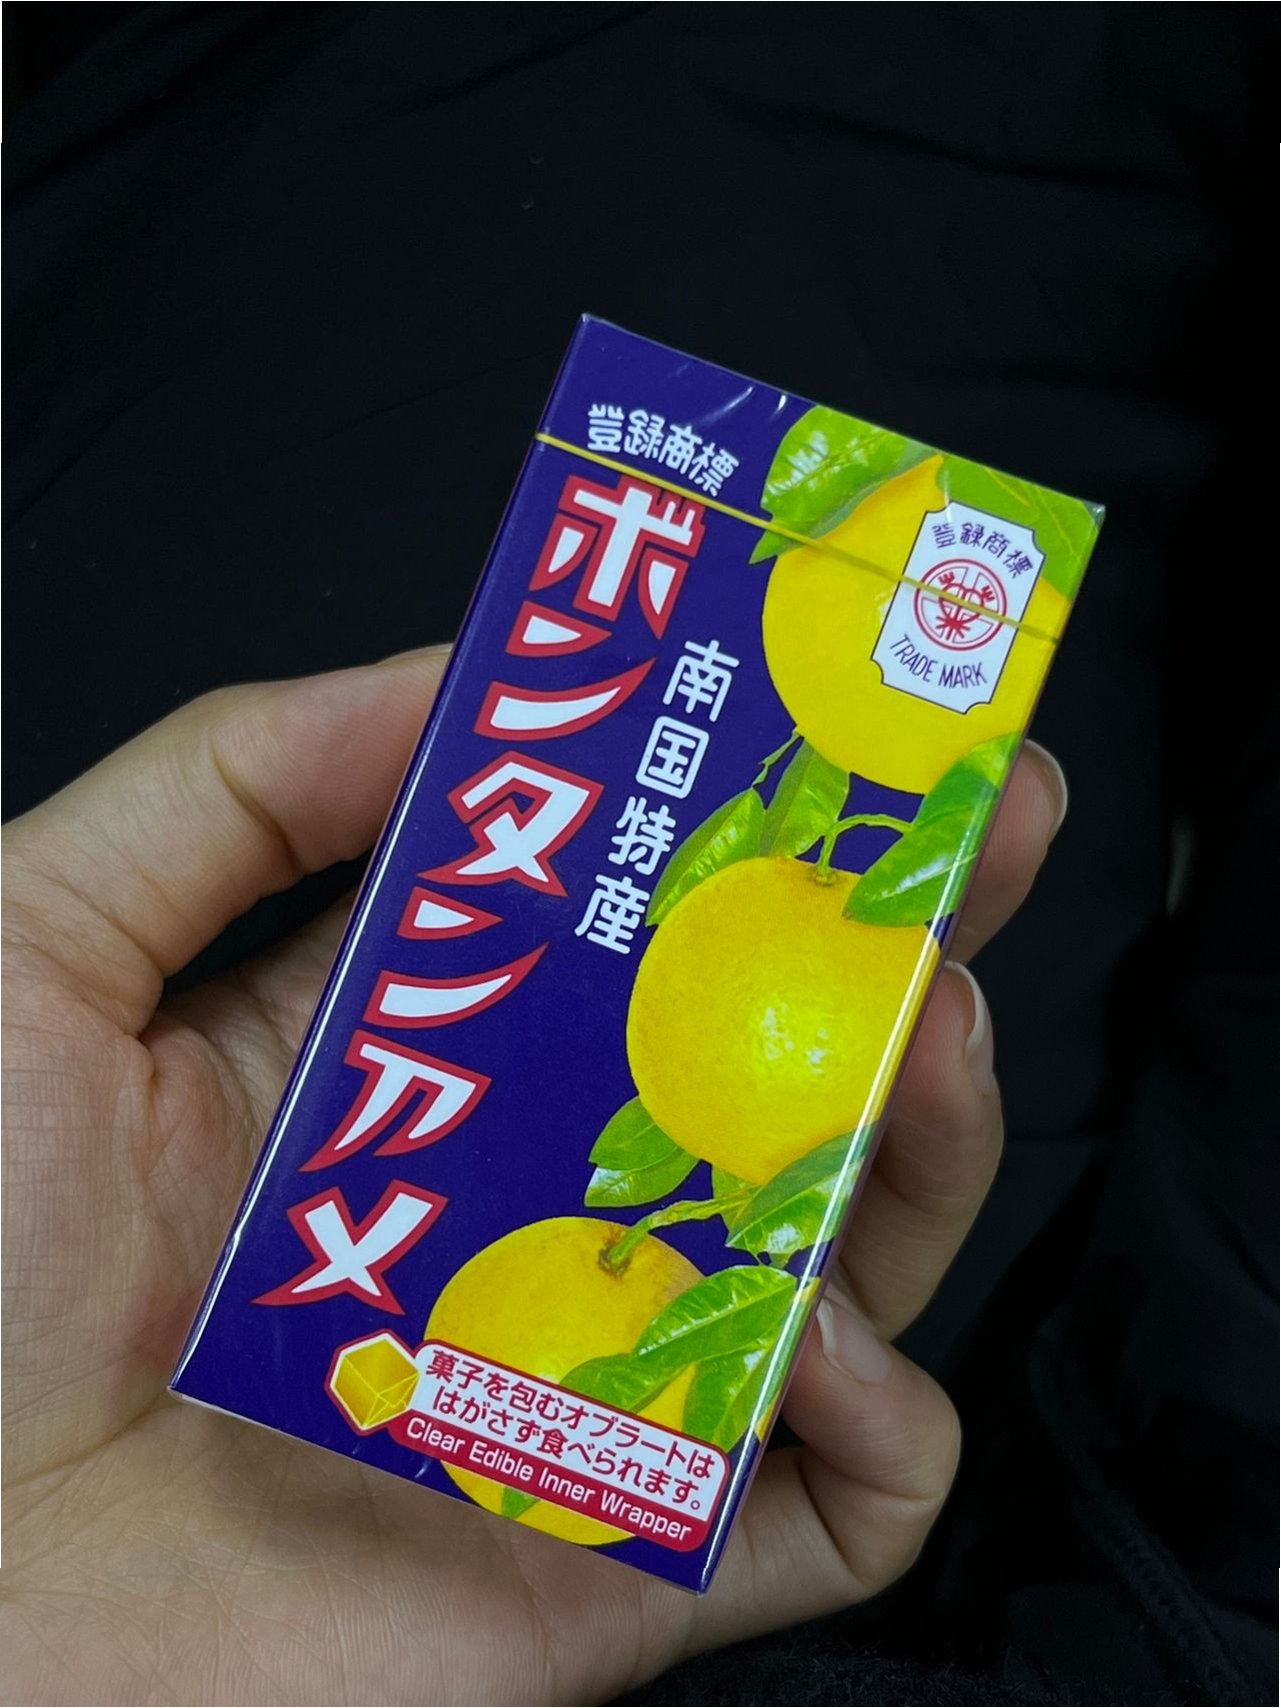 登録商標
ボンタンアメ
南国特産
登録商標
TRADE MARK
菓子を包むオブラートは
はがさず食べられます。
Clear Edible Inner Wrapper